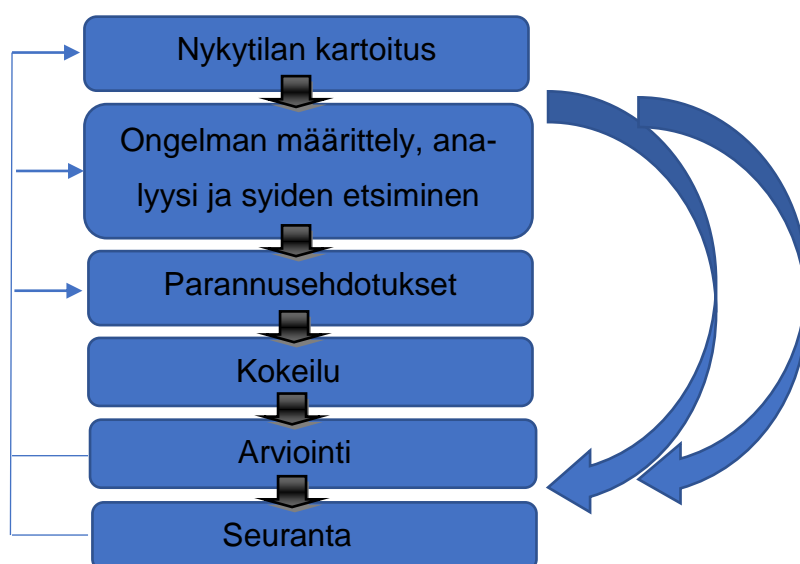 Nykytilan kartoitus
Ongelman määrittely, ana-
lyysi ja syiden etsiminen
Parannusehdotukset
Kokeilu
Arviointi
Seuranta